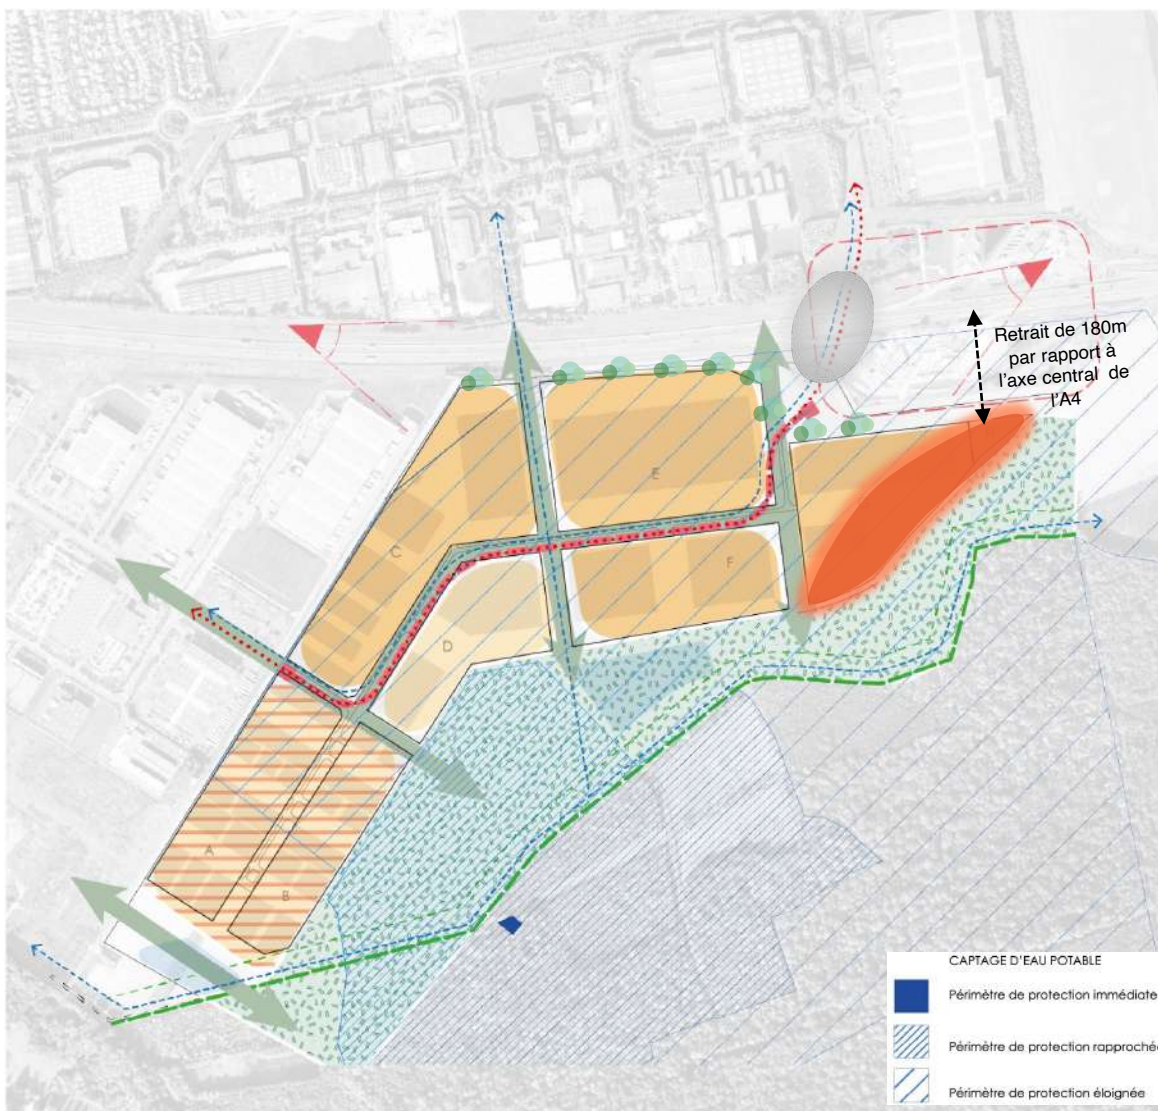 Retrait de 180m
par rapport à
l'axe central de
l'A4
E
C
F
D
A
B
CAPTAGE D'EAU POTABLE
Périmètre de protection immédiate
Périmètre de protection rapprochée
Périmètre de protection éloignée